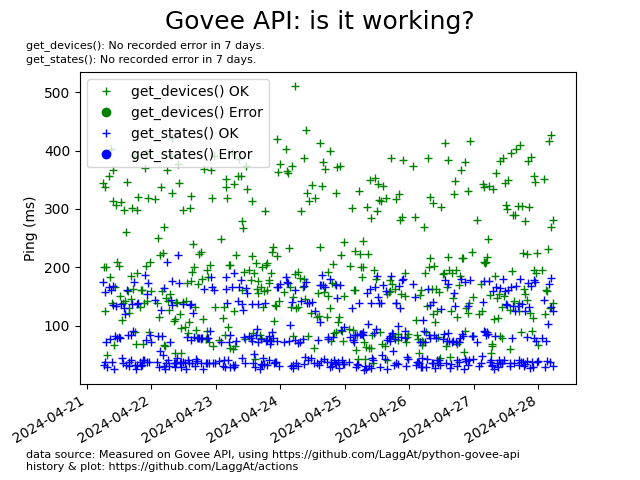 Govee API: is it working?
get_devices(): No recorded error in 7 days.
get_states(): No recorded error in 7 days.
get_devices() OK
get_devices() Error
get_states() OK
get_states() Error
Ping (ms)
500
400
300
200
100
2024-04-21
2024-04-22
2024-04-23
2024-04-24
2024-04-25
2024-04-26
2024-04-27
2024-04-28
data source: Measured on Govee API, using https://github.com/LaggAt/python-govee-api
history & plot: https://github.com/LaggAt/actions